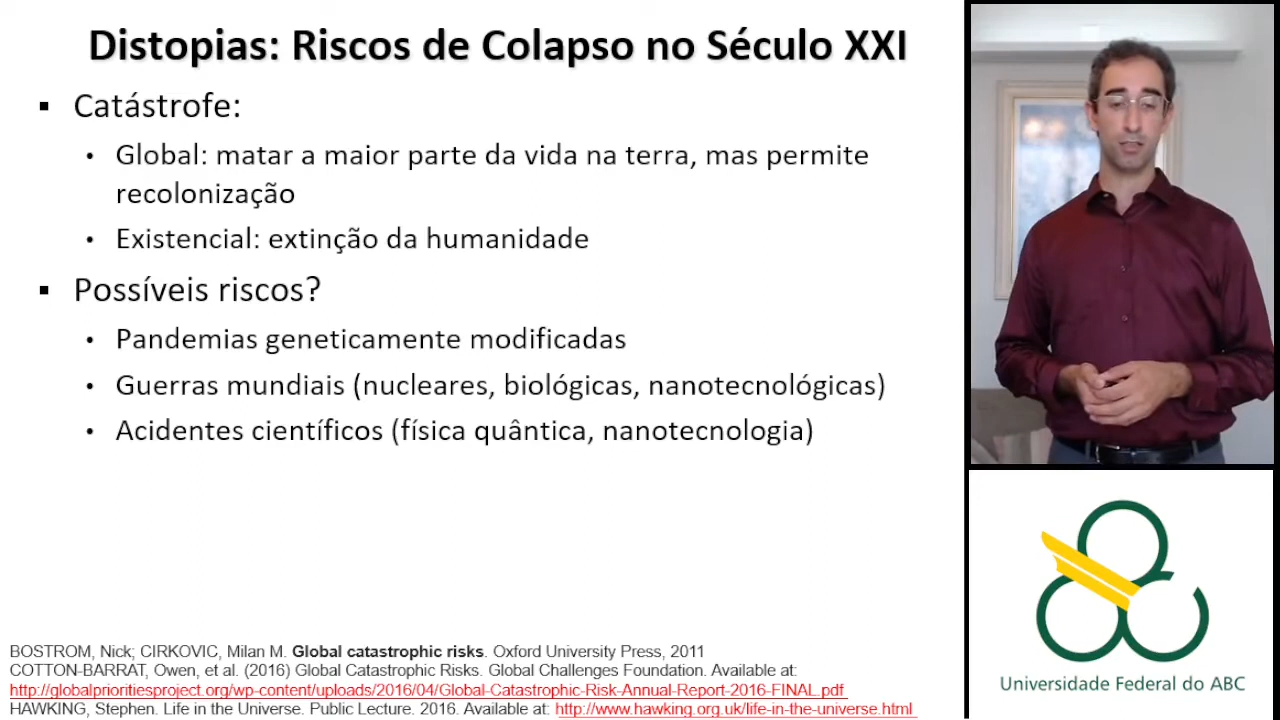 Distopias: Riscos de Colapso no Século XXI
▪ Catástrofe:
• Global: matar a maior parte da vida na terra, mas permite
recolonização
• Existencial: extinção da humanidade
▪ Possíveis riscos?
• Pandemias geneticamente modificadas
• Guerras mundiais (nucleares, biológicas, nanotecnológicas)
• Acidentes científicos (física quântica, nanotecnologia)
BOSTROM, Nick; CIRKOVIC, Milan M. Global catastrophic risks. Oxford University Press, 2011
COTTON-BARRAT, Owen, et al. (2016) Global Catastrophic Risks. Global Challenges Foundation. Available at:
http://globalprioritiesproject.org/wp-content/uploads/2016/04/Global-Catastrophic-Risk-Annual-Report-2016-FINAL.pdf
HAWKING, Stephen. Life in the Universe. Public Lecture. 2016. Available at: http://www.hawking.org.uk/life-in-the-universe.html
Universidade Federal do ABC